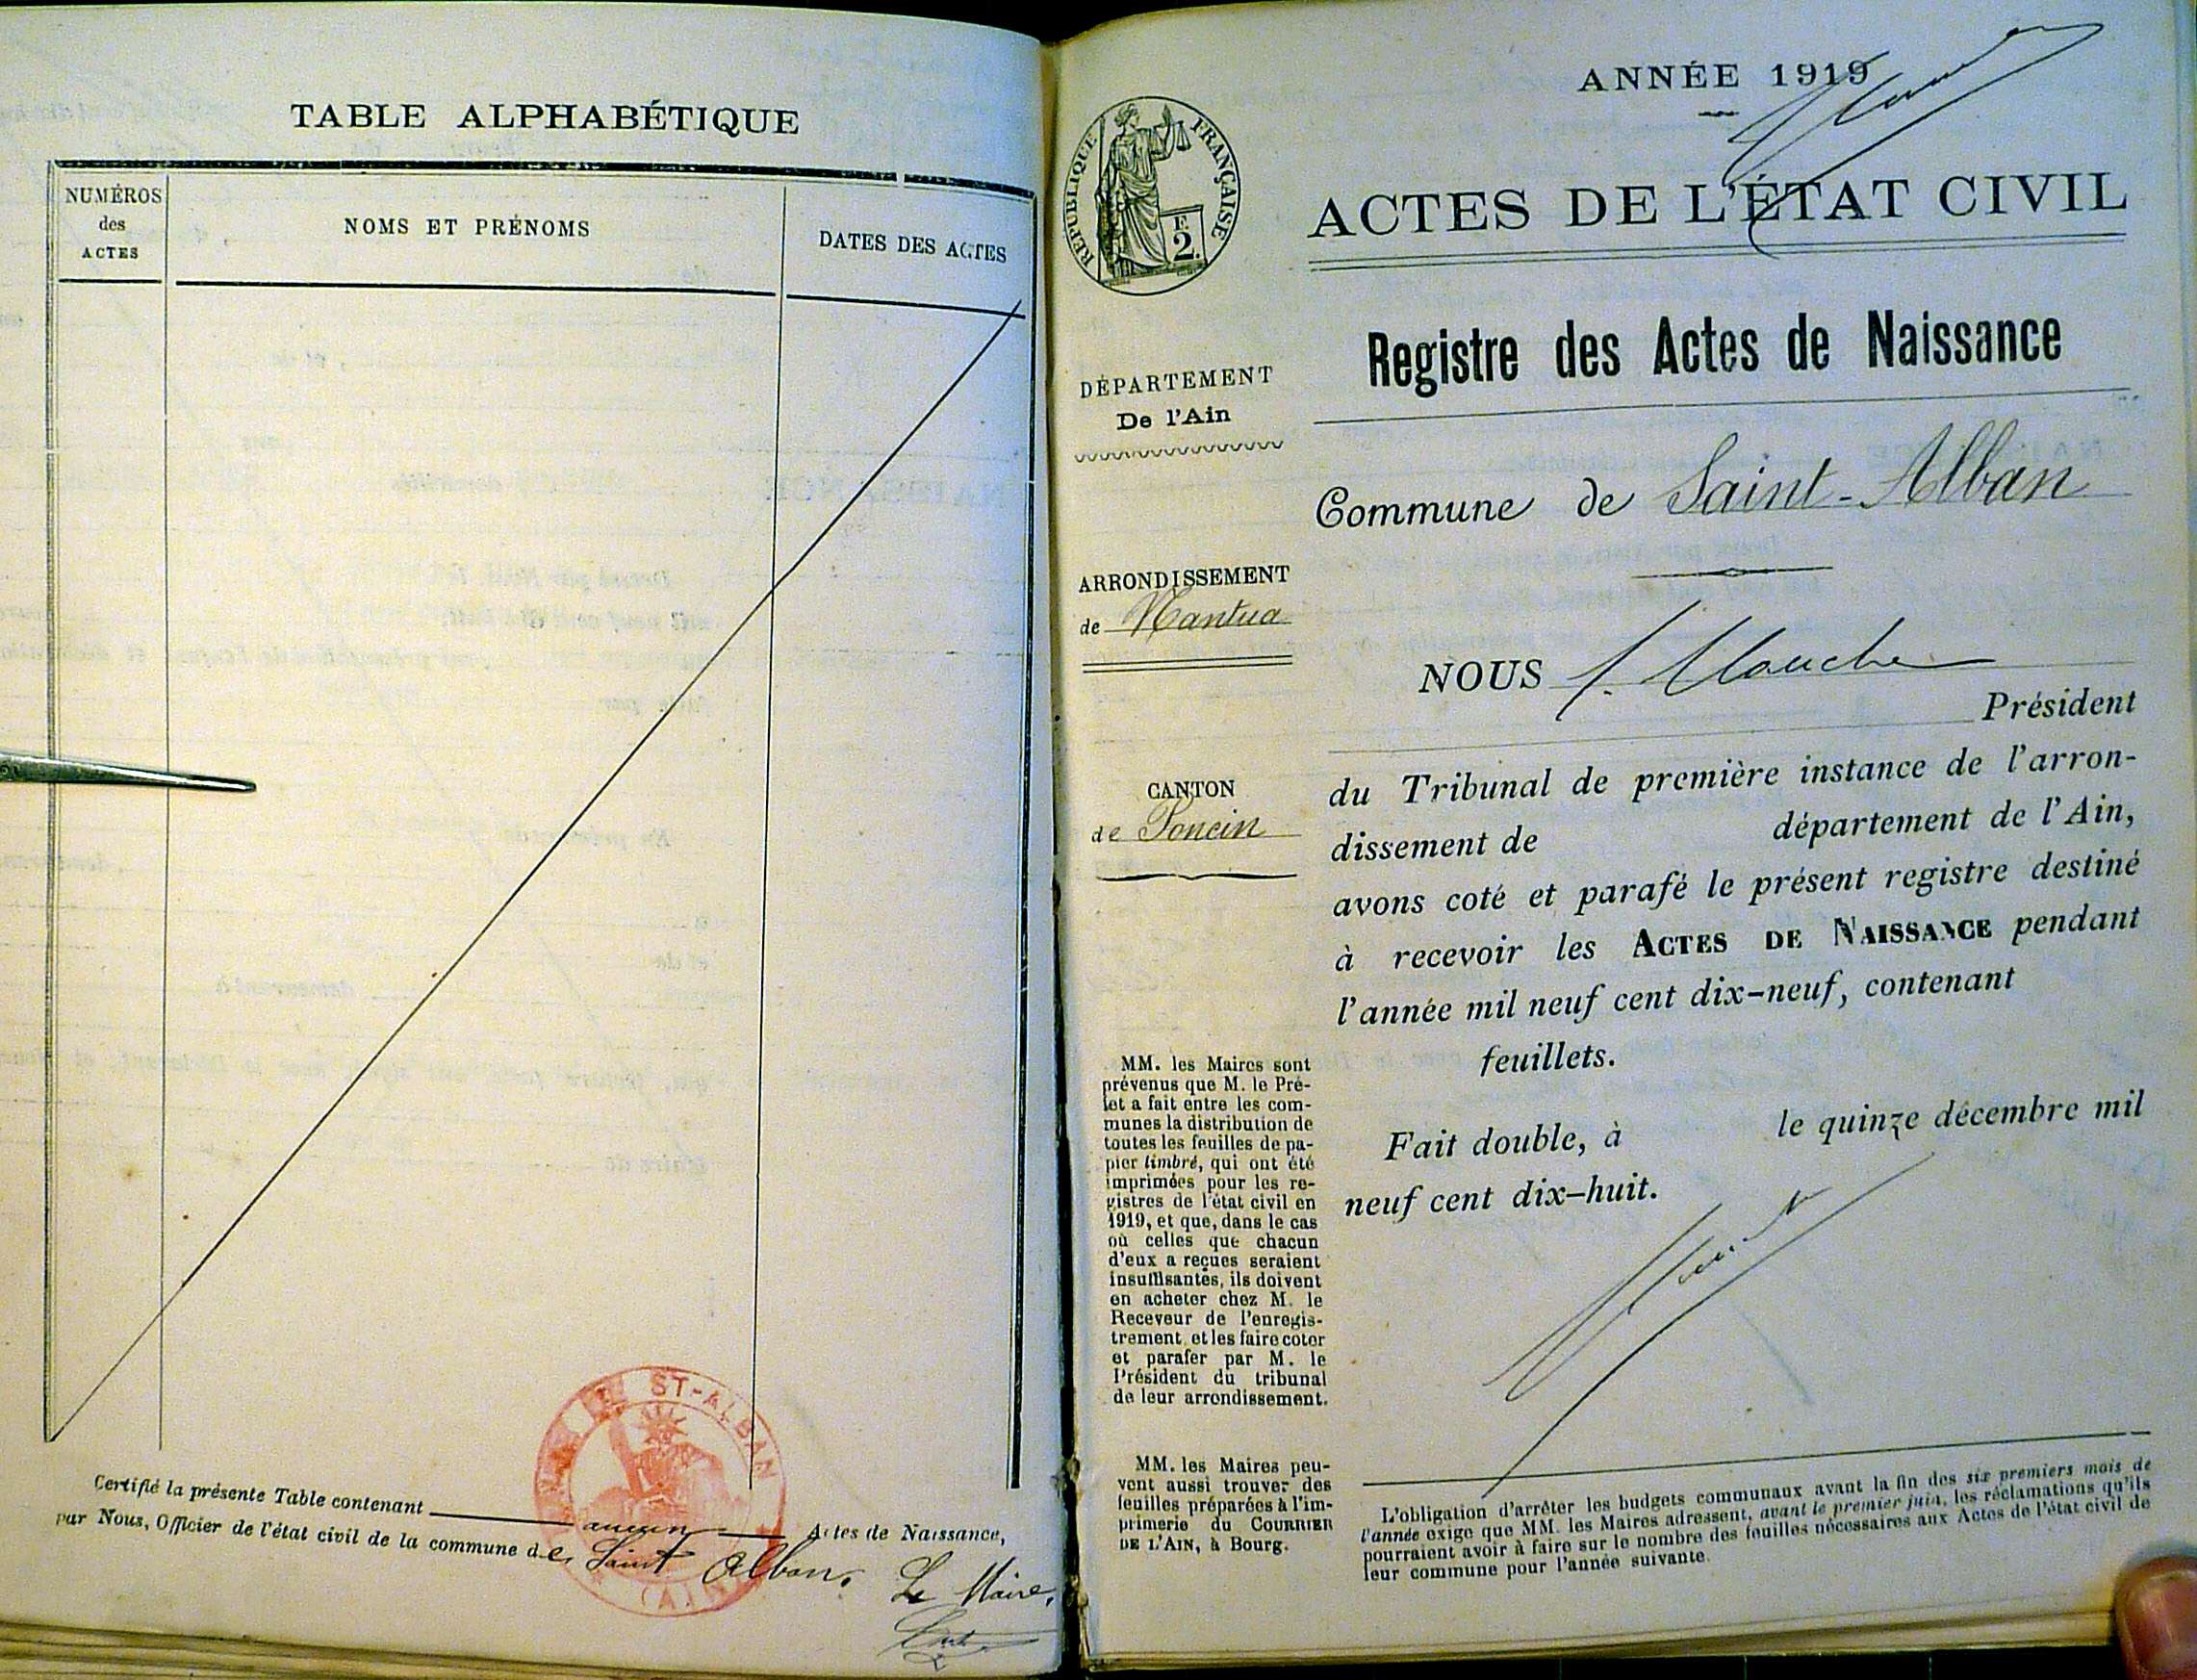 TABLE ALPHABÉTIQUE
NUMÉROS
des
ACTES
NOMS ET PRÉNOMS
DATES DES ACTES
ST-ALBAN
(AIN)
Certifié la présente Table contenant aucun Actes de Naissance,
par Nous, Officier de l'état civil de la commune de Saint Alban. Le Maire,
ANNÉE 1919
RÉPUBLIQUE FRANÇAISE
F.
2.
ACTES DE L'ÉTAT CIVIL
Registre des Actes de Naissance
DÉPARTEMENT
De l'Ain
Commune de Saint-Alban
ARRONDISSEMENT
de Nantua
NOUS
Président
CANTON
de Poncin
du Tribunal de première instance de l'arron-
dissement de département de l'Ain,
avons coté et parafé le présent registre destiné
à recevoir les ACTES DE NAISSANCE pendant
l'année mil neuf cent dix-neuf, contenant
feuillets.
Fait double, à le quinze décembre mil
neuf cent dix-huit.
MM. les Maires sont
prévenus que M. le Pré-
fet a fait entre les com-
munes la distribution de
toutes les feuilles de pa-
pier timbré, qui ont été
imprimées pour les re-
gistres de l'état civil en
1919, et que, dans le cas
où celles que chacun
d'eux a reçues seraient
insuffisantes, ils doivent
en acheter chez M. le
Receveur de l'enregis-
trement, et les faire coter
et parafer par M. le
Président du tribunal
de leur arrondissement.
MM. les Maires peu-
vent aussi trouver des
feuilles préparées à l'im-
primerie du COURRIER
DE L'AIN, à Bourg.
L'obligation d'arrêter les budgets communaux avant la fin des six premiers mois de
l'année exige que MM. les Maires adressent, avant le premier juin, les réclamations qu'ils
pourraient avoir à faire sur le nombre des feuilles nécessaires aux Actes de l'état civil de
leur commune pour l'année suivante.